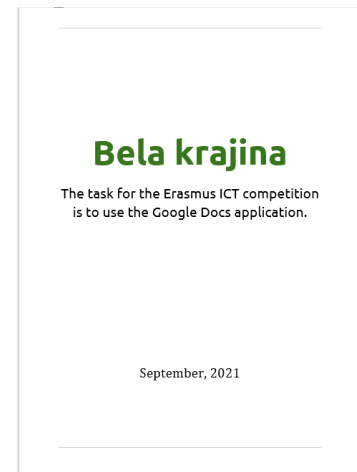 Bela krajina
The task for the Erasmus ICT competition
is to use the Google Docs application.
September, 2021